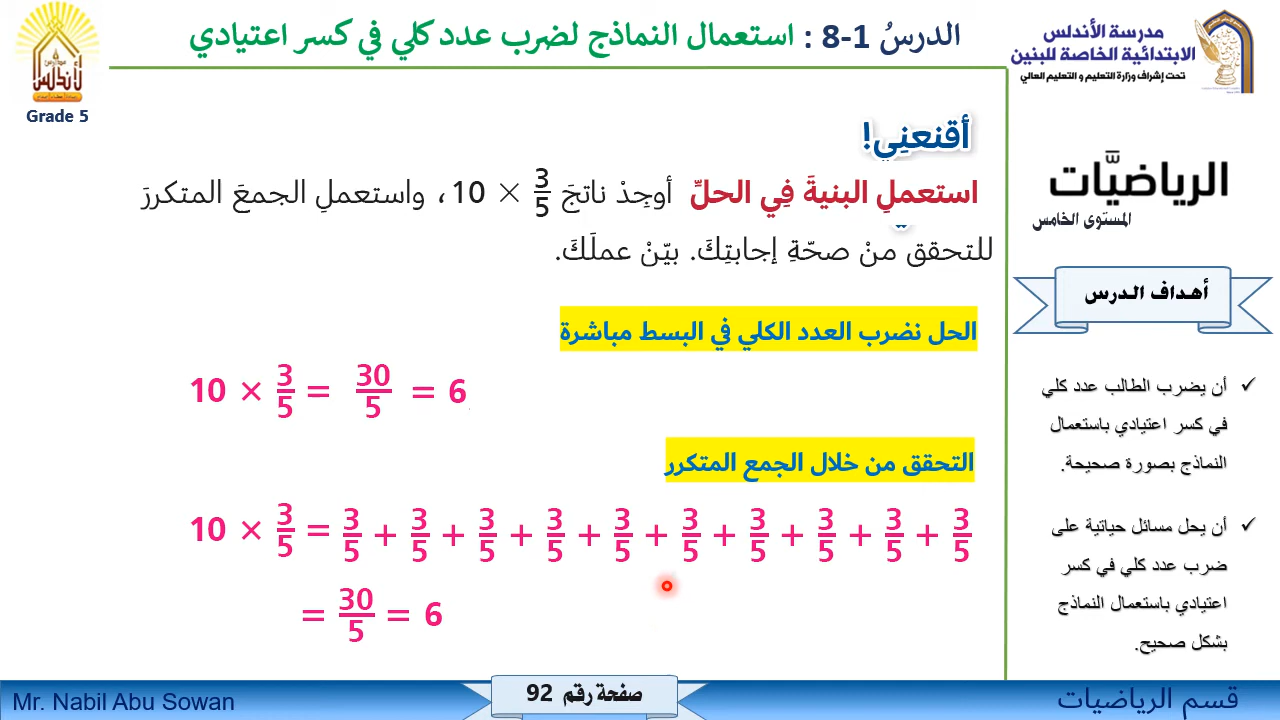 مدرسة الأندلس
الابتدائية الخاصة للبنين
تحت إشراف وزارة التعليم و التعليم العالي
الدرسُ 1-8 : استعمال النماذج لضرب عدد كلي في كسر اعتيادي
Grade 5
الرياضيَّات
المستوى الخامس
أهداف الدرس
✓ أن يضرب الطالب عدد كلي
في كسر اعتيادي باستعمال
النماذج بصورة صحيحة.
✓ أن يحل مسائل حياتية على
ضرب عدد كلي في كسر
اعتيادي باستعمال النماذج
بشكل صحيح.
أقنعنِي!
استعملِ البنيةَ فِي الحلِّ أوجِدْ ناتجَ 10 × 3/5، واستعملِ الجمعَ المتكررَ
للتحقق منْ صحّةِ إجابتِكَ. بيّنْ عملَكَ.
الحل نضرب العدد الكلي في البسط مباشرة
10 × 3/5 = 30/5 = 6
التحقق من خلال الجمع المتكرر
10 × 3/5 = 3/5 + 3/5 + 3/5 + 3/5 + 3/5 + 3/5 + 3/5 + 3/5 + 3/5 + 3/5
= 30/5 = 6
قسم الرياضيات
صفحة رقم 92
Mr. Nabil Abu Sowan